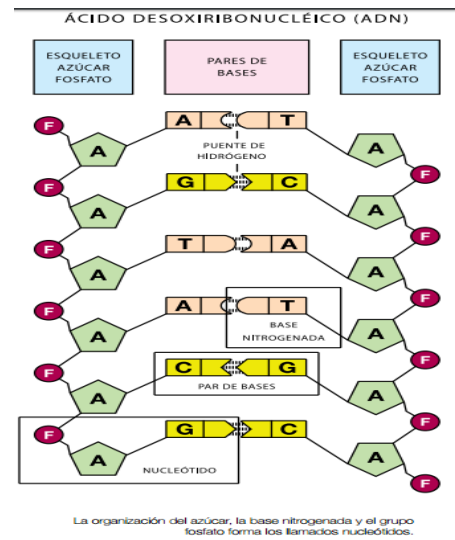 ÁCIDO DESOXIRIBONUCLÉICO (ADN)
ESQUELETO
AZÚCAR
FOSFATO
PARES DE
BASES
ESQUELETO
AZÚCAR
FOSFATO
F A T
A A
PUENTE DE
HIDRÓGENO
F G C F
A A
F T A F
A A
F A T F
BASE
NITROGENADA
A A
F C G F
PAR DE BASES
A A
F G C F
A A
NUCLEÓTIDO
F
La organización del azúcar, la base nitrogenada y el grupo
fosfato forma los llamados nucleótidos.